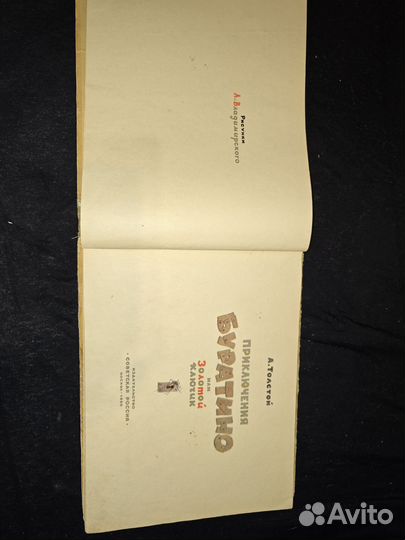 Рисунки
Л. Владимирского
А. ТОЛСТОЙ
ПРИКЛЮЧЕНИЯ
БУРАТИНО
ИЛИ
Золотой
КЛЮЧИК
ИЗДАТЕЛЬСТВО
„СОВЕТСКАЯ РОССИЯ“
Avito